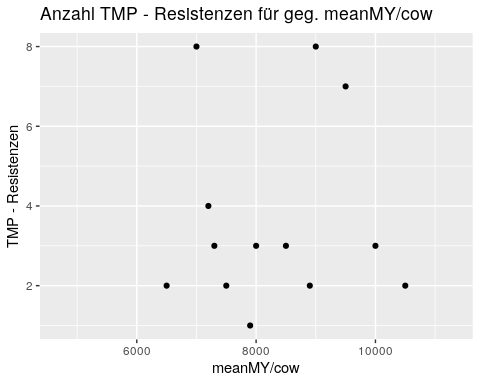 Anzahl TMP - Resistenzen für geg. meanMY/cow
TMP - Resistenzen
8
6
4
2
6000 8000 10000
meanMY/cow